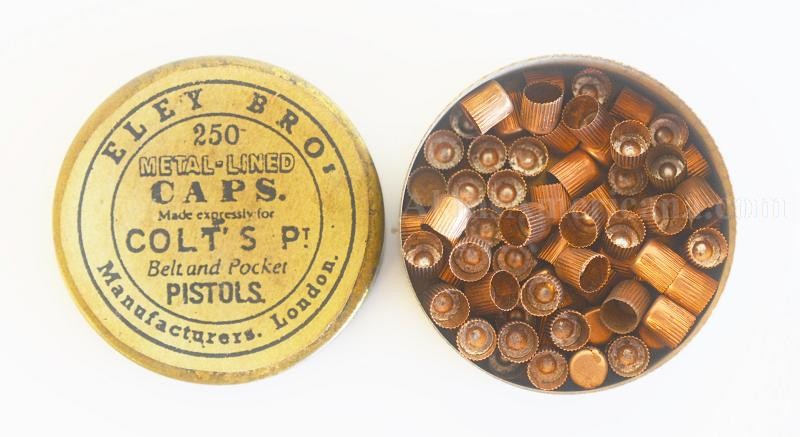 ELEY BROS
250
METAL-LINED
CAPS.
Made expressly for
COLT'S PT
Belt and Pocket
PISTOLS.
Manufacturers. London.